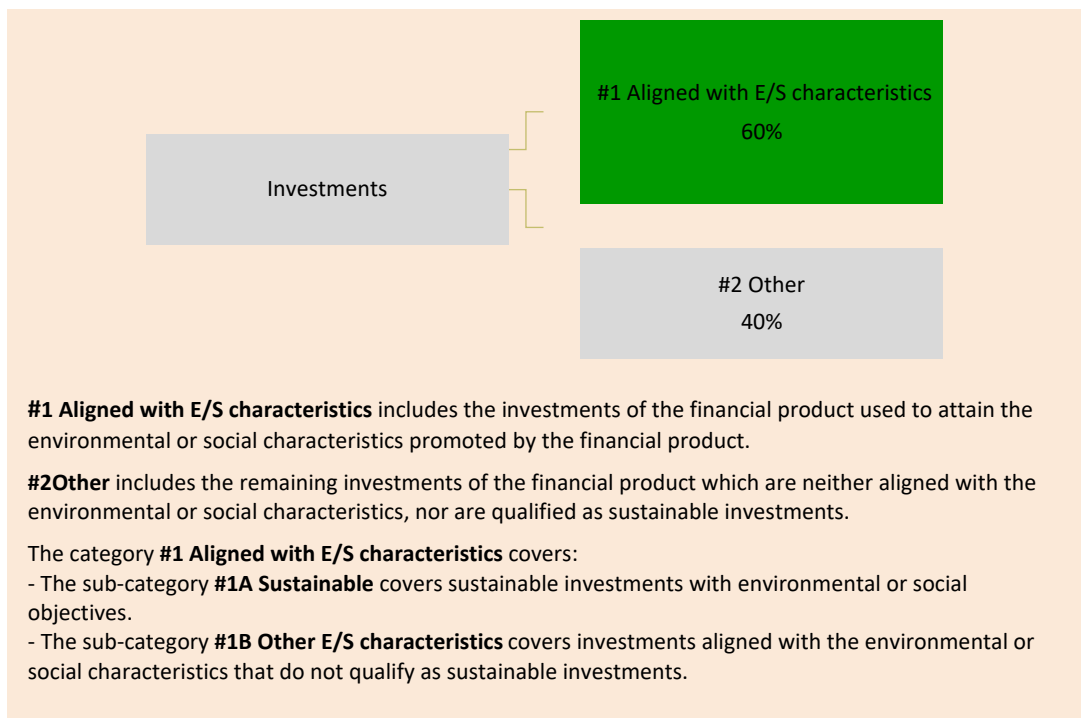 #1 Aligned with E/S characteristics
60%
Investments
#2 Other
40%
#1 Aligned with E/S characteristics includes the investments of the financial product used to attain the
environmental or social characteristics promoted by the financial product.
#2Other includes the remaining investments of the financial product which are neither aligned with the
environmental or social characteristics, nor are qualified as sustainable investments.
The category #1 Aligned with E/S characteristics covers:
- The sub-category #1A Sustainable covers sustainable investments with environmental or social
objectives.
- The sub-category #1B Other E/S characteristics covers investments aligned with the environmental or
social characteristics that do not qualify as sustainable investments.